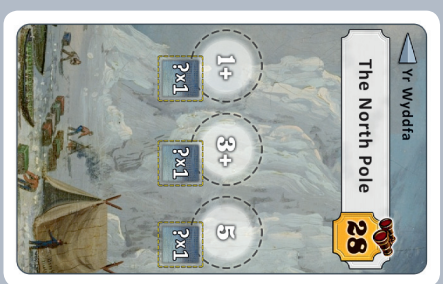 Yr Wyddfa
The North Pole
28
1+ 3+ 5
?x1 ?x1 ?x1